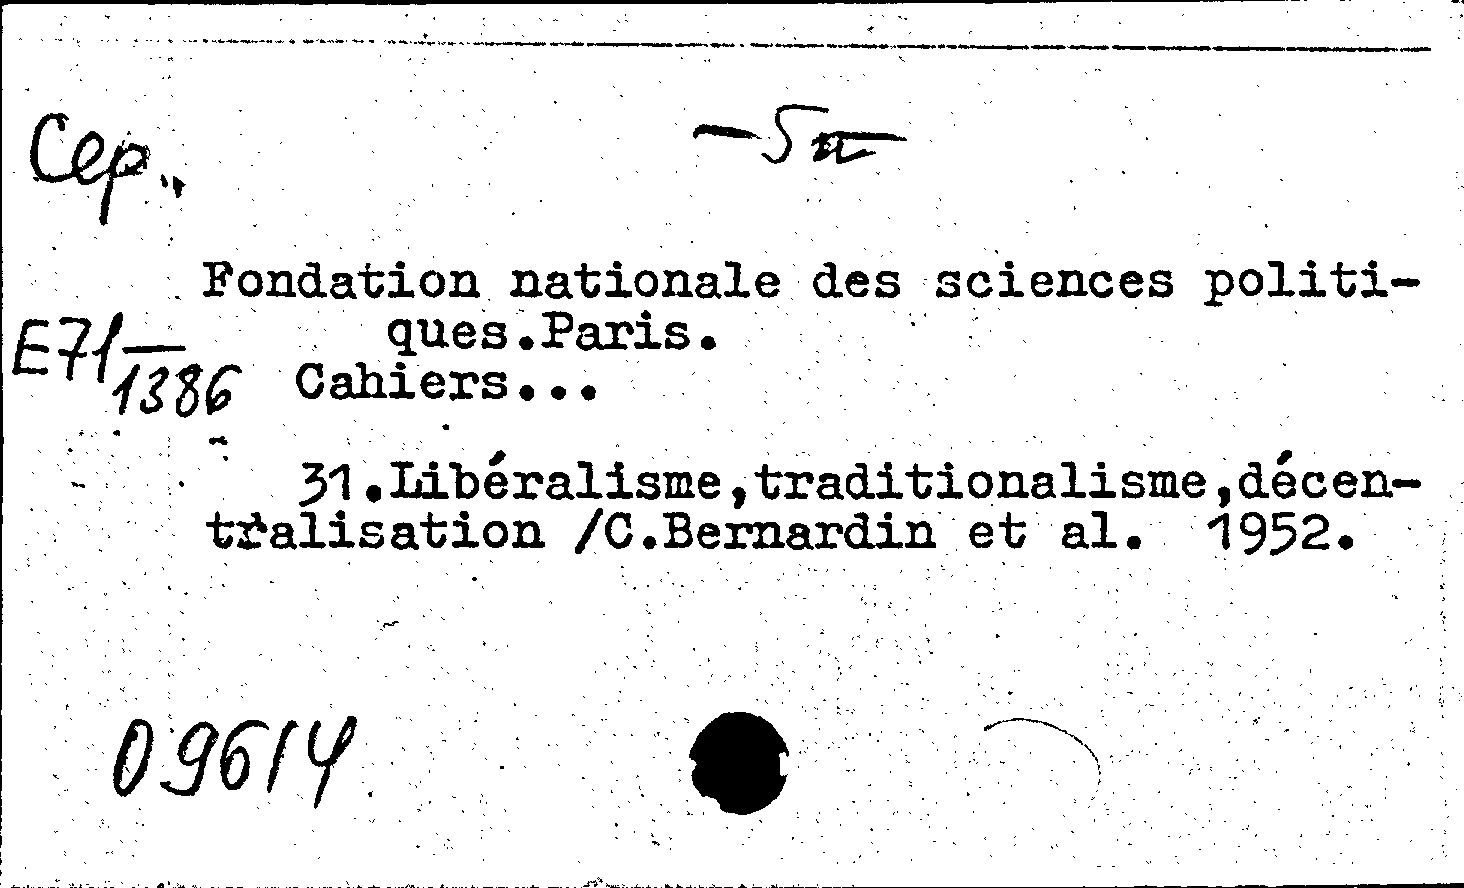 Сер.
Fondation nationale des sciences politi-
ques.Paris.
E71
1386
Cahiers...
31.Libéralisme,traditionalisme,décen-
tralisation /C.Bernardin et al. 1952.
09614